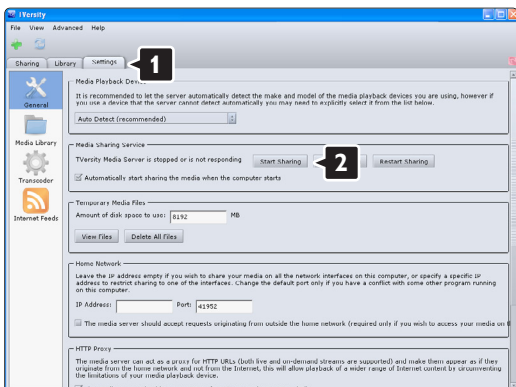 TVersity
File View Advanced Help
Sharing Library Settings
1
General
Media Library
Transcoder
Internet Feeds
Media Playback
It is recommended to let the server automatically detect the make and model of the media playback devices you are using, however if
you use a device that the server cannot detect automatically you may need to explicitly select it from the list below.
Auto Detect (recommended)
Media Sharing Service
TVersity Media Server is stopped or is not responding Start Sharing 2 Restart Sharing
Automatically start sharing the media when the computer starts
Temporary Media Files
Amount of disk space to use: 8192 MB
View Files Delete All Files
Home Network
Leave the IP address empty if you wish to share your media on all the network interfaces on this computer, or specify a specific IP
address to restrict sharing to one of the interfaces. Change the default port only if you have a conflict with some other program running
on this computer.
IP Address: Port: 41952
The media server should accept requests originating from outside the home network (required only if you wish to access your media on
HTTP Proxy
The media server can act as a proxy for HTTP URLs (both live and on-demand streams are supported) and make them appear as if they
originate from the home network and not from the Internet, this will allow playback of a wider range of Internet content by circumventing
the limitations of your media playback device.